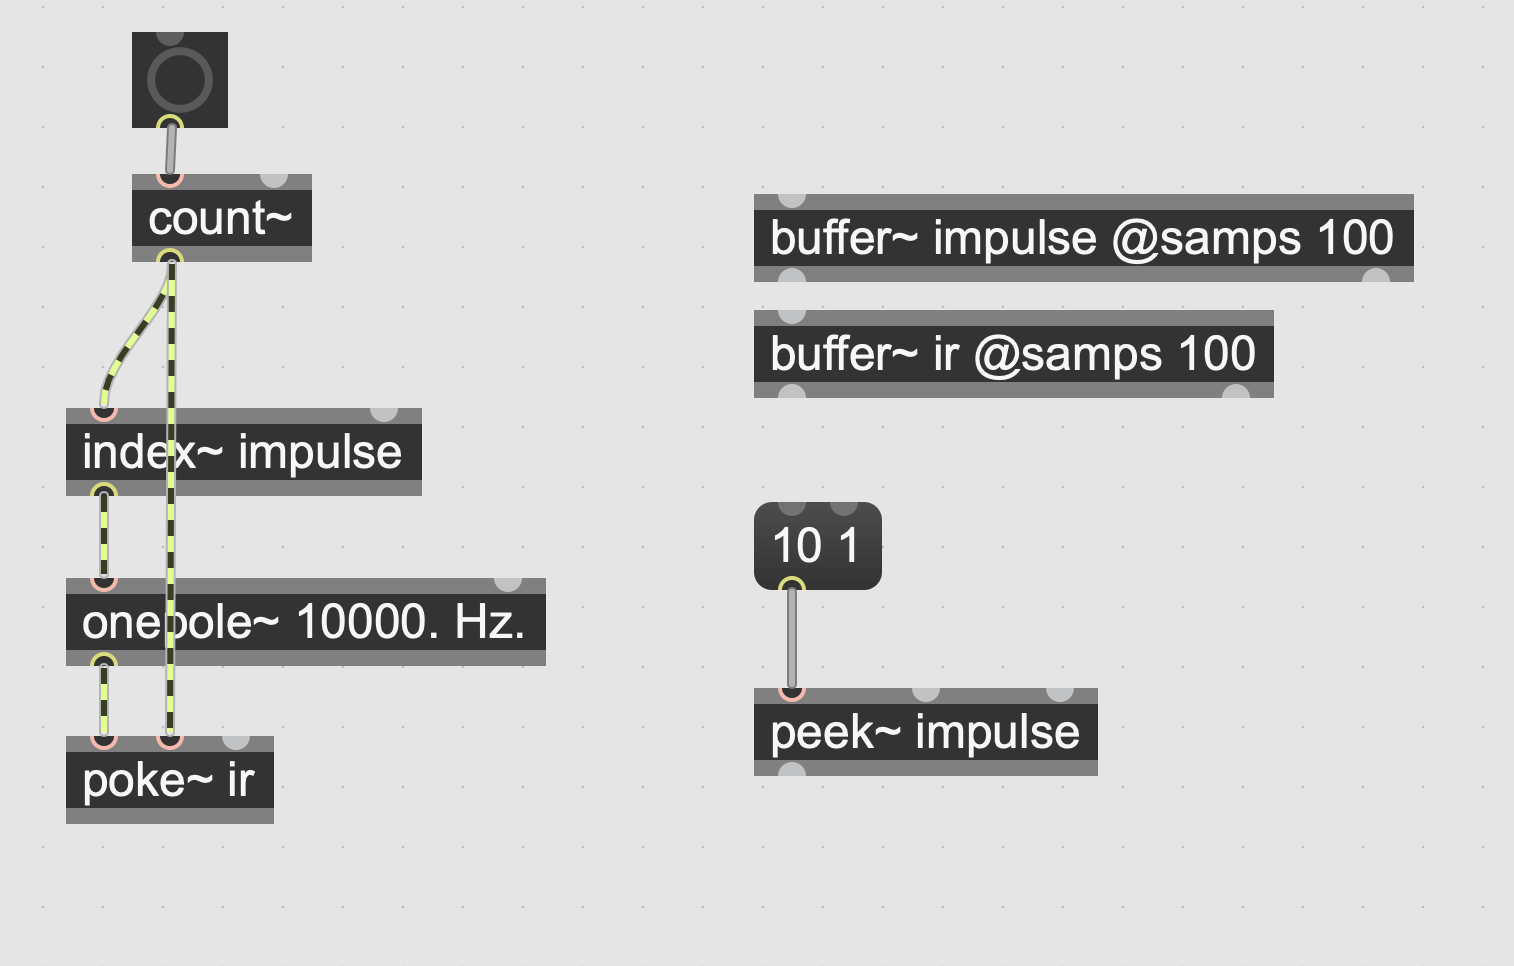 count~
buffer~ impulse @samps 100
buffer~ ir @samps 100
index~ impulse
10 1
onepole~ 10000. Hz.
peek~ impulse
poke~ ir